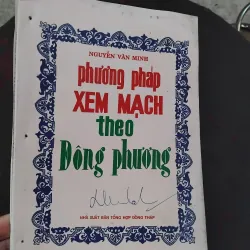 NGUYỄN VĂN MINH
phương pháp
XEM MẠCH
theo
Đông phương
NHÀ XUẤT BẢN TỔNG HỢP ĐỒNG THÁP